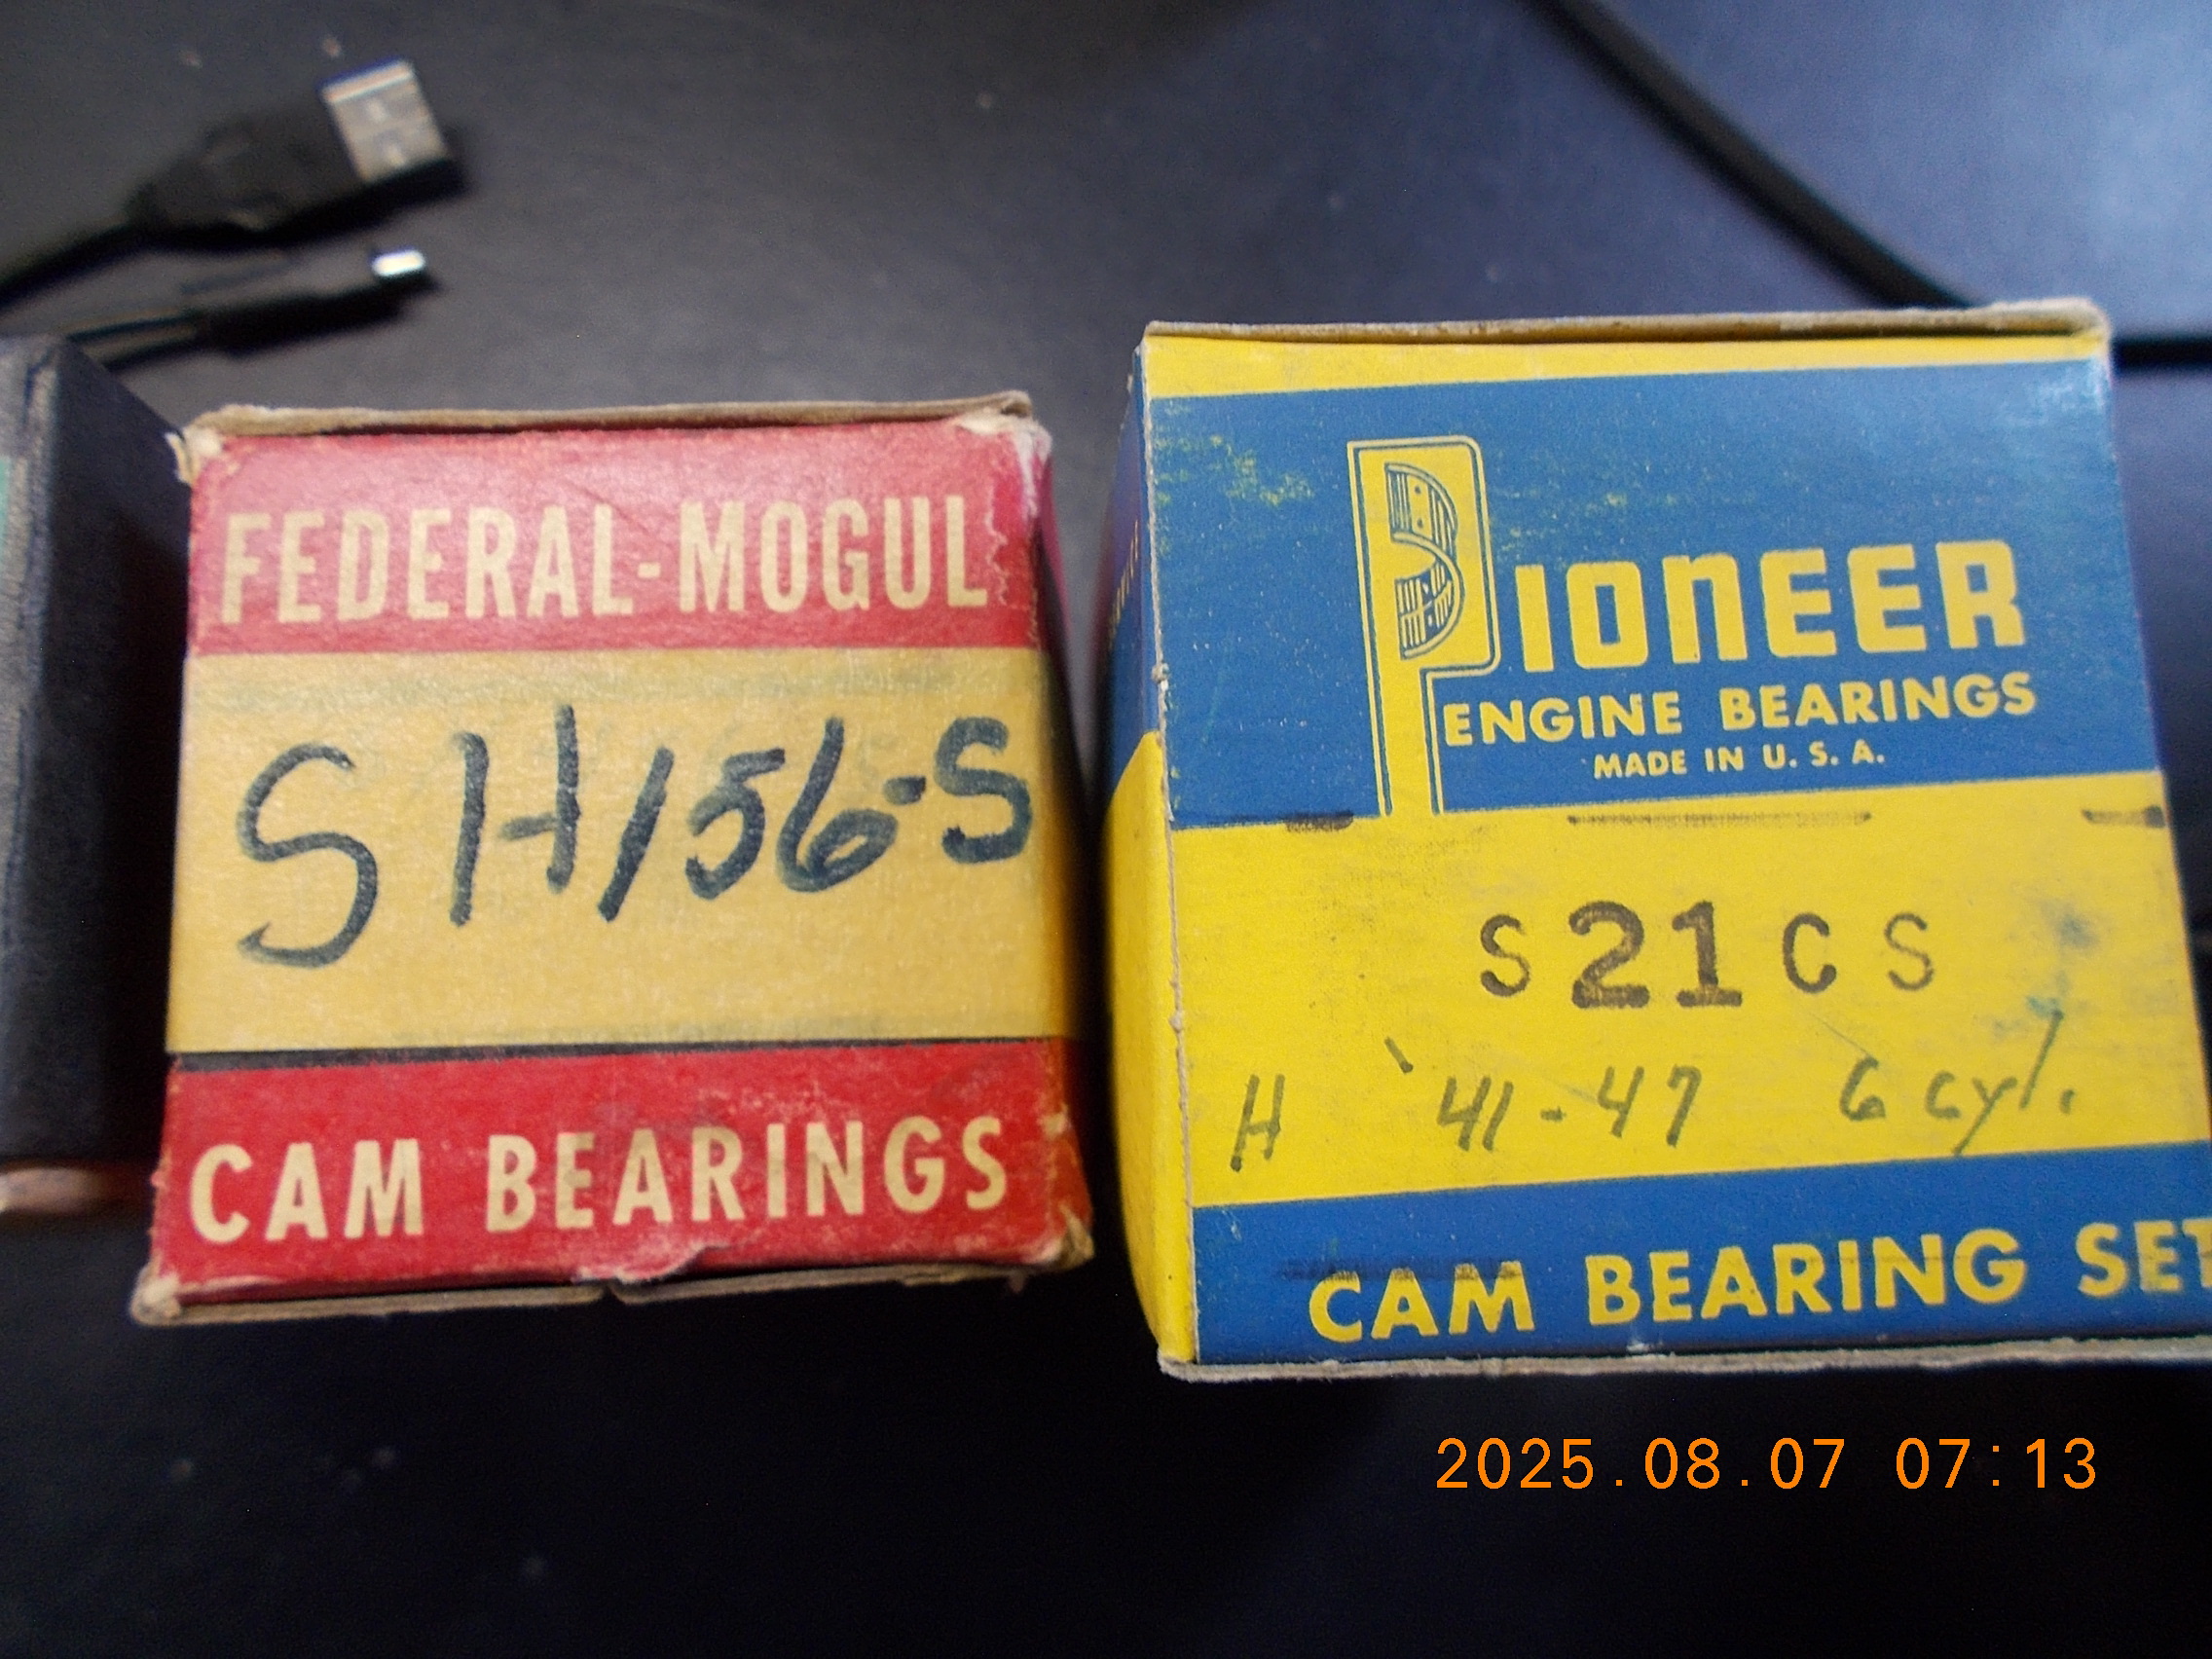 FEDERAL-MOGUL
SH156-S
CAM BEARINGS
PIONEER
ENGINE BEARINGS
MADE IN U.S.A.
S 21 C S
H '41-47 6 cyl.
CAM BEARING SET
2025.08.07 07:13